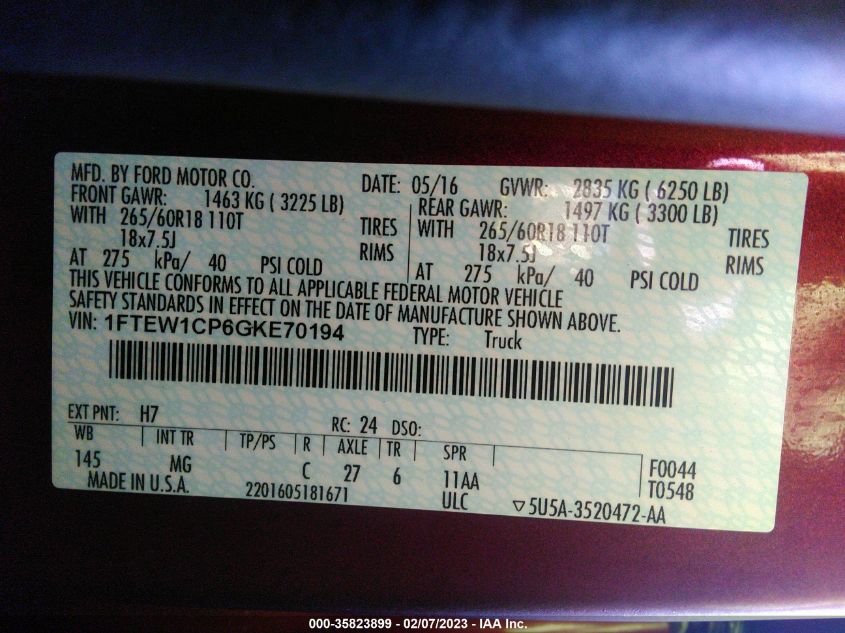 MFD. BY FORD MOTOR CO. DATE: 05/16 GVWR: 2835 KG ( 6250 LB)
FRONT GAWR: 1463 KG ( 3225 LB) REAR GAWR: 1497 KG ( 3300 LB)
WITH 265/60R18 110T TIRES WITH 265/60R18 110T TIRES
18x7.5J RIMS 18x7.5J RIMS
AT 275 kPa/ 40 PSI COLD AT 275 kPa/ 40 PSI COLD
THIS VEHICLE CONFORMS TO ALL APPLICABLE FEDERAL MOTOR VEHICLE
SAFETY STANDARDS IN EFFECT ON THE DATE OF MANUFACTURE SHOWN ABOVE.
VIN: 1FTEW1CP6GKE70194 TYPE: Truck
EXT PNT: H7 RC: 24 DSO:
WB INT TR TP/PS R AXLE TR SPR
145 MG C 27 6 11AA F0044
MADE IN U.S.A. 2201605181671 ULC T0548
▽5U5A-3520472-AA
000-35823899 - 02/07/2023 - IAA Inc.